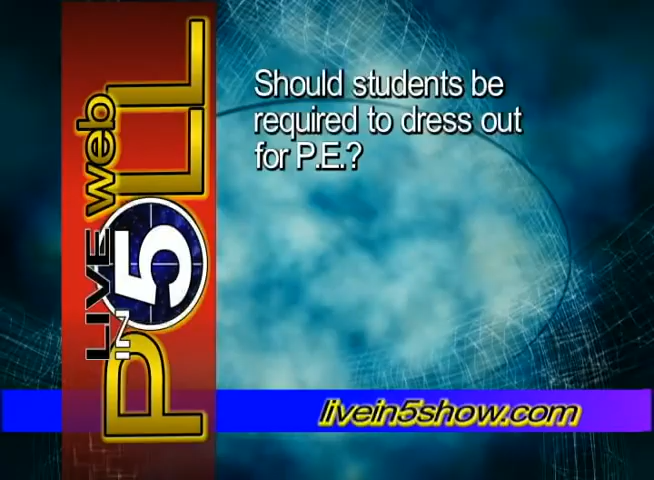 LIVE IN 5
web
POLL
Should students be
required to dress out
for P.E.?
livein5show.com